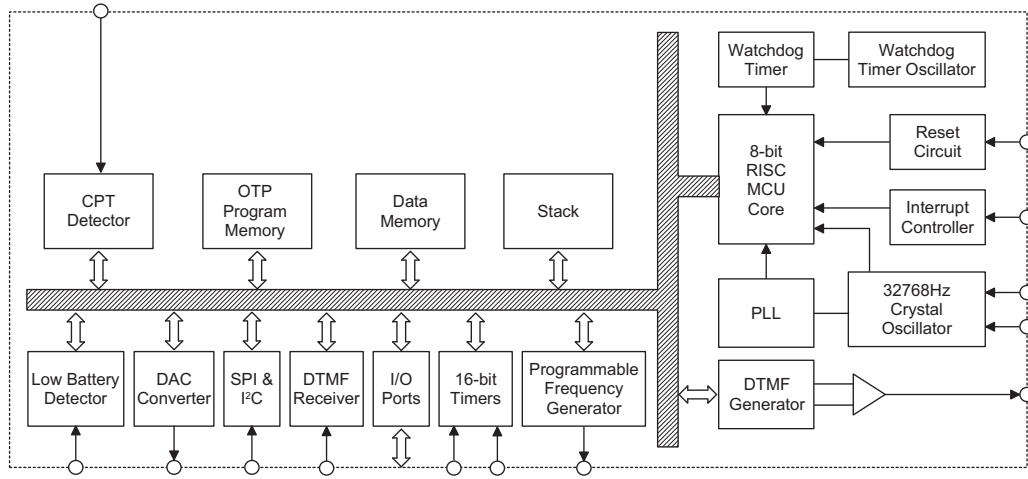 Watchdog
Timer
Watchdog
Timer Oscillator
8-bit
RISC
MCU
Core
Reset
Circuit
CPT
Detector
OTP
Program
Memory
Data
Memory
Stack
Interrupt
Controller
PLL
32768Hz
Crystal
Oscillator
Low Battery
Detector
DAC
Converter
SPI &
I²C
DTMF
Receiver
I/O
Ports
16-bit
Timers
Programmable
Frequency
Generator
DTMF
Generator